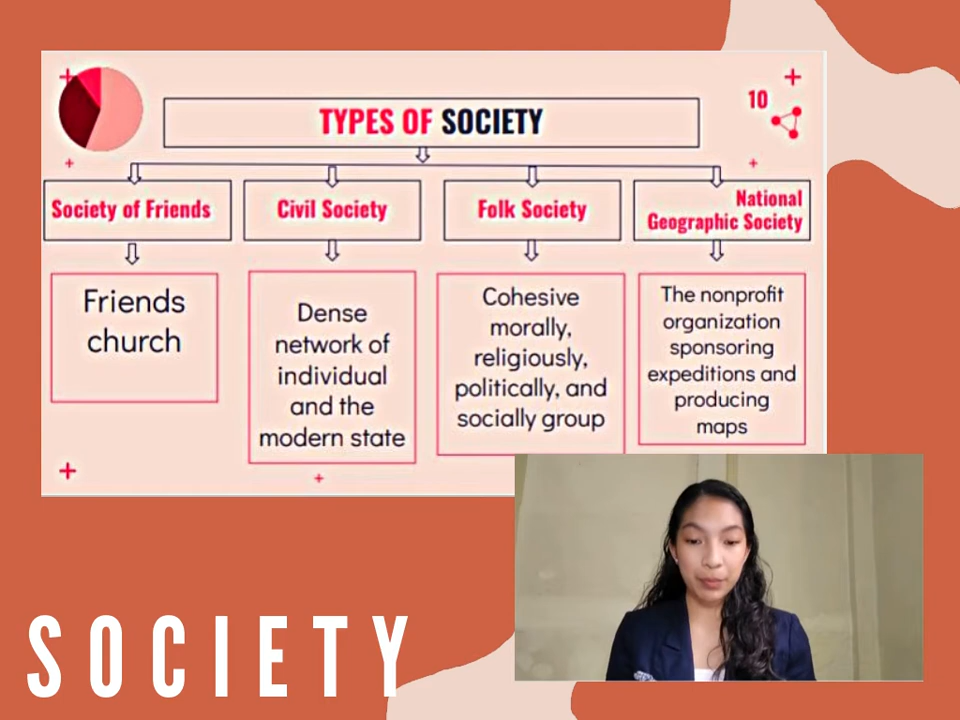 10
TYPES OF SOCIETY
Society of Friends
Civil Society
Folk Society
National
Geographic Society
Friends
church
Dense
network of
individual
and the
modern state
Cohesive
morally,
religiously,
politically, and
socially group
The nonprofit
organization
sponsoring
expeditions and
producing
maps
SOCIETY